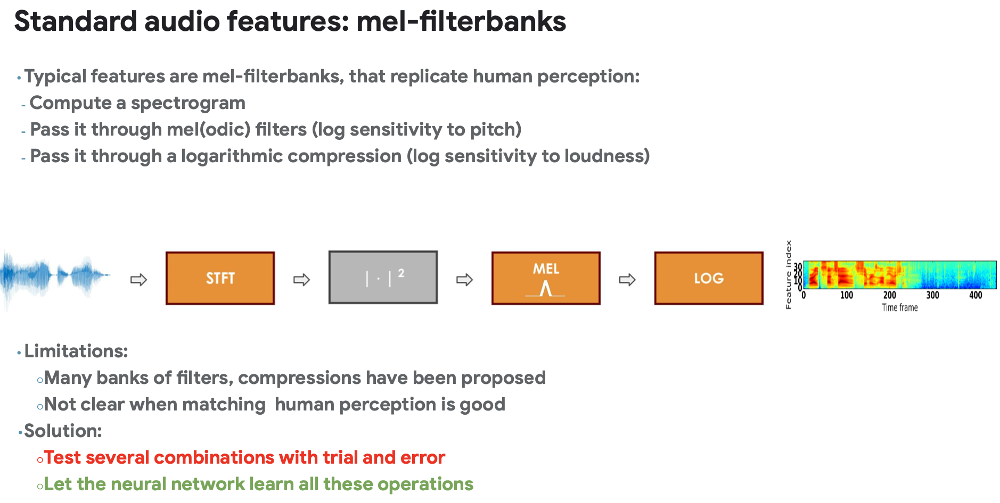 Standard audio features: mel-filterbanks
• Typical features are mel-filterbanks, that replicate human perception:
- Compute a spectrogram
- Pass it through mel(odic) filters (log sensitivity to pitch)
- Pass it through a logarithmic compression (log sensitivity to loudness)
STFT
| · | 2
MEL
LOG
Feature index
30
20
10
0
0 100 200 300 400
Time frame
• Limitations:
○Many banks of filters, compressions have been proposed
○Not clear when matching  human perception is good
• Solution:
○Test several combinations with trial and error
○Let the neural network learn all these operations